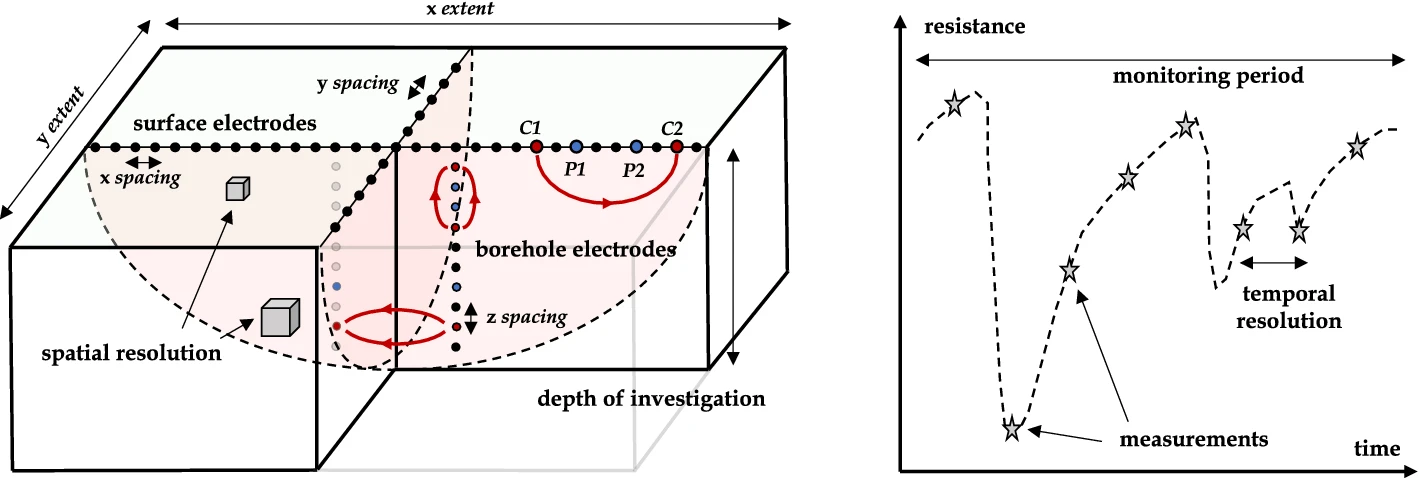 x extent
y extent
y spacing
surface electrodes
x spacing
C1
C2
P1
P2
borehole electrodes
z spacing
spatial resolution
depth of investigation
resistance
monitoring period
temporal
resolution
measurements
time